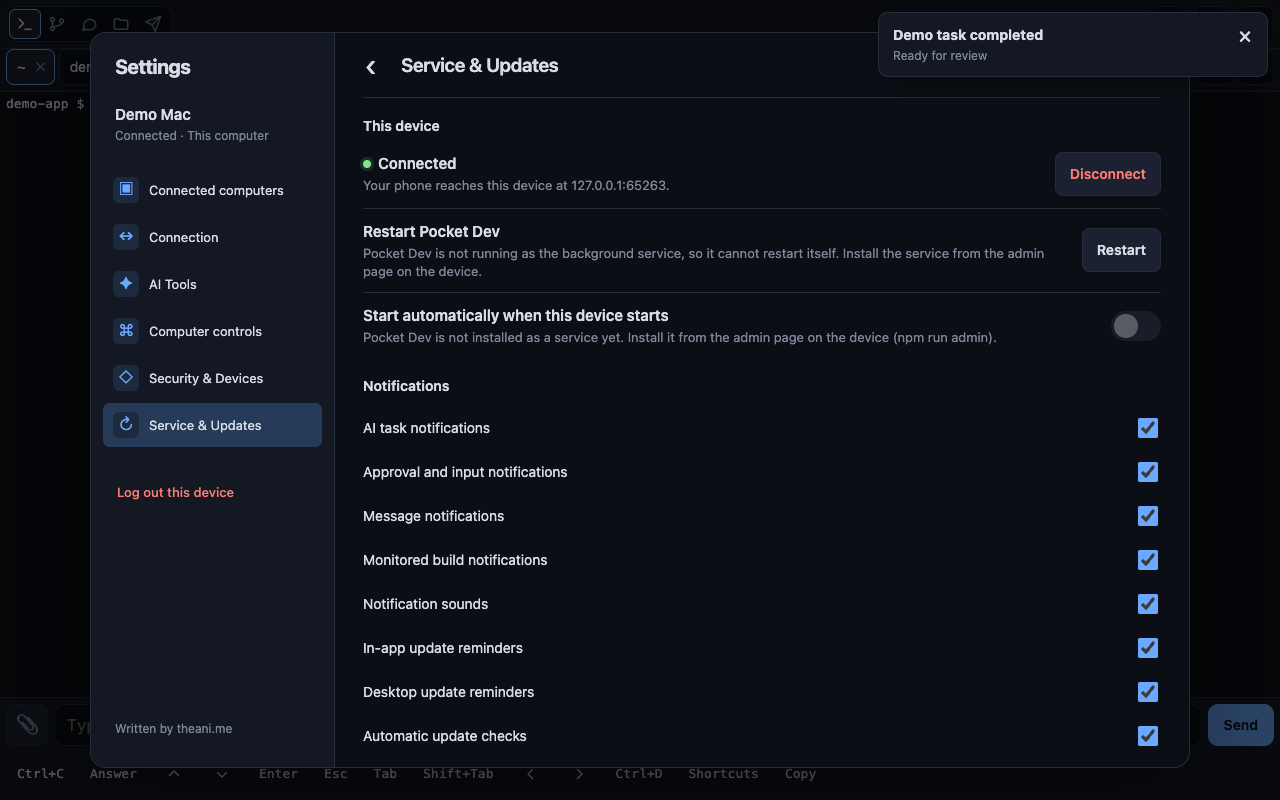 Demo task completed
Ready for review
~
demo-app $
Settings
Demo Mac
Connected · This computer
Connected computers
Connection
AI Tools
Computer controls
Security & Devices
Service & Updates
Log out this device
Written by theani.me
Service & Updates
This device
Connected
Your phone reaches this device at 127.0.0.1:65263.
Disconnect
Restart Pocket Dev
Pocket Dev is not running as the background service, so it cannot restart itself. Install the service from the admin
page on the device.
Restart
Start automatically when this device starts
Pocket Dev is not installed as a service yet. Install it from the admin page on the device (npm run admin).
Notifications
AI task notifications
Approval and input notifications
Message notifications
Monitored build notifications
Notification sounds
In-app update reminders
Desktop update reminders
Automatic update checks
Send
Ctrl+C Answer Enter Esc Tab Shift+Tab Ctrl+D Shortcuts Copy